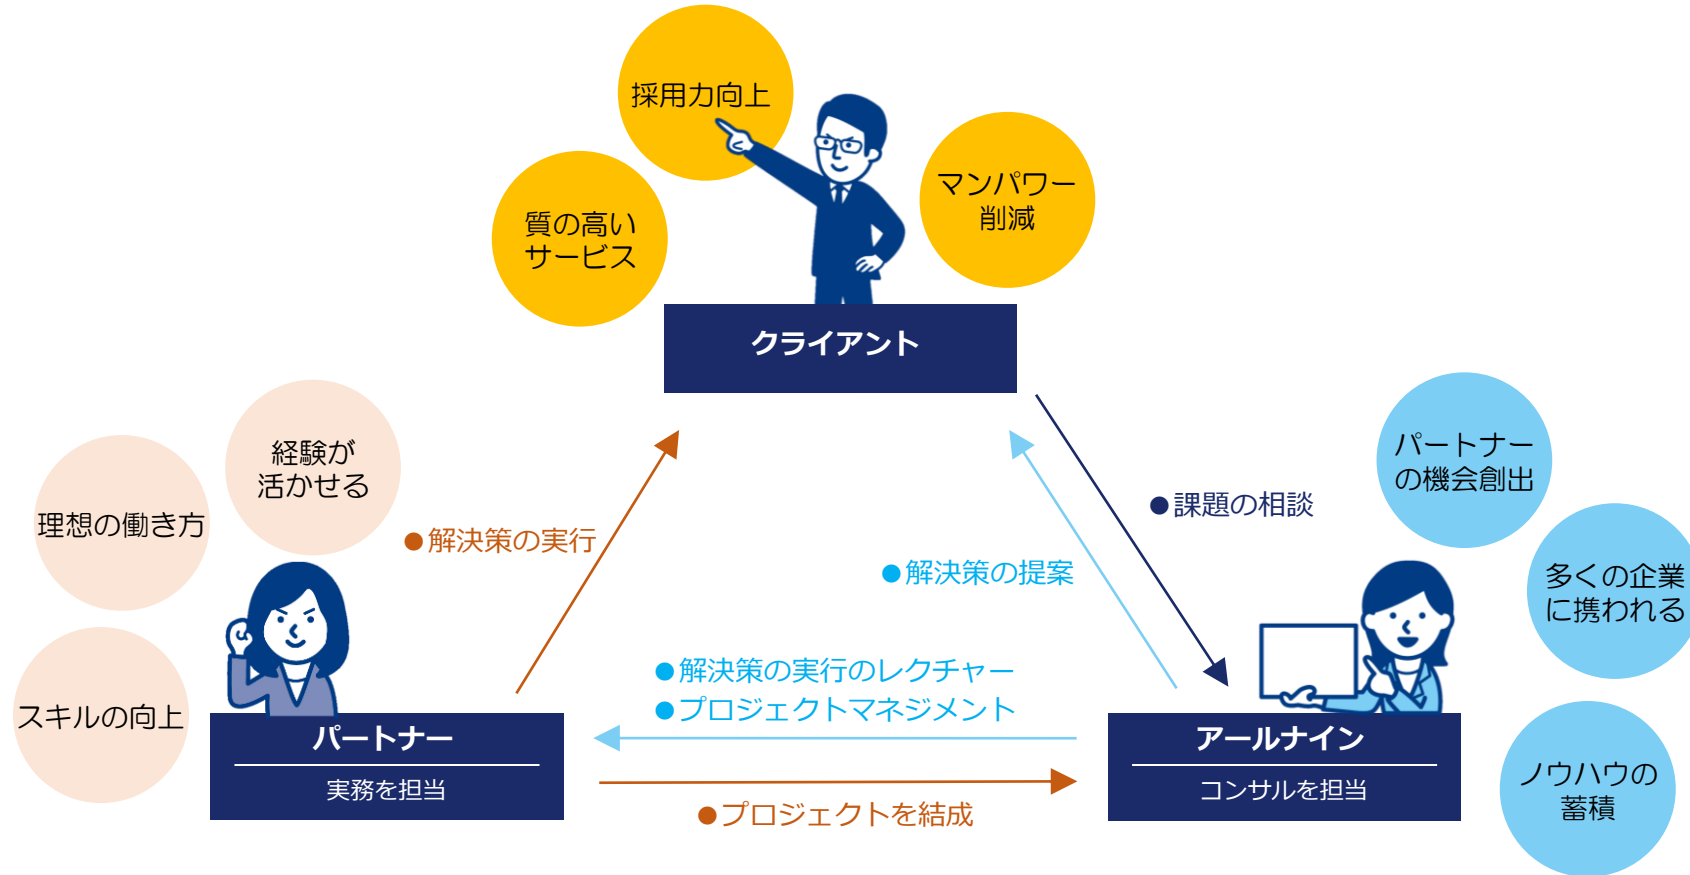 採用力向上
マンパワー
削減
質の高い
サービス
クライアント
経験が
活かせる
理想の働き方
スキルの向上
パートナー
の機会創出
多くの企業
に携われる
ノウハウの
蓄積
●課題の相談
●解決策の実行
●解決策の提案
●解決策の実行のレクチャー
●プロジェクトマネジメント
パートナー
実務を担当
アールナイン
コンサルを担当
●プロジェクトを結成